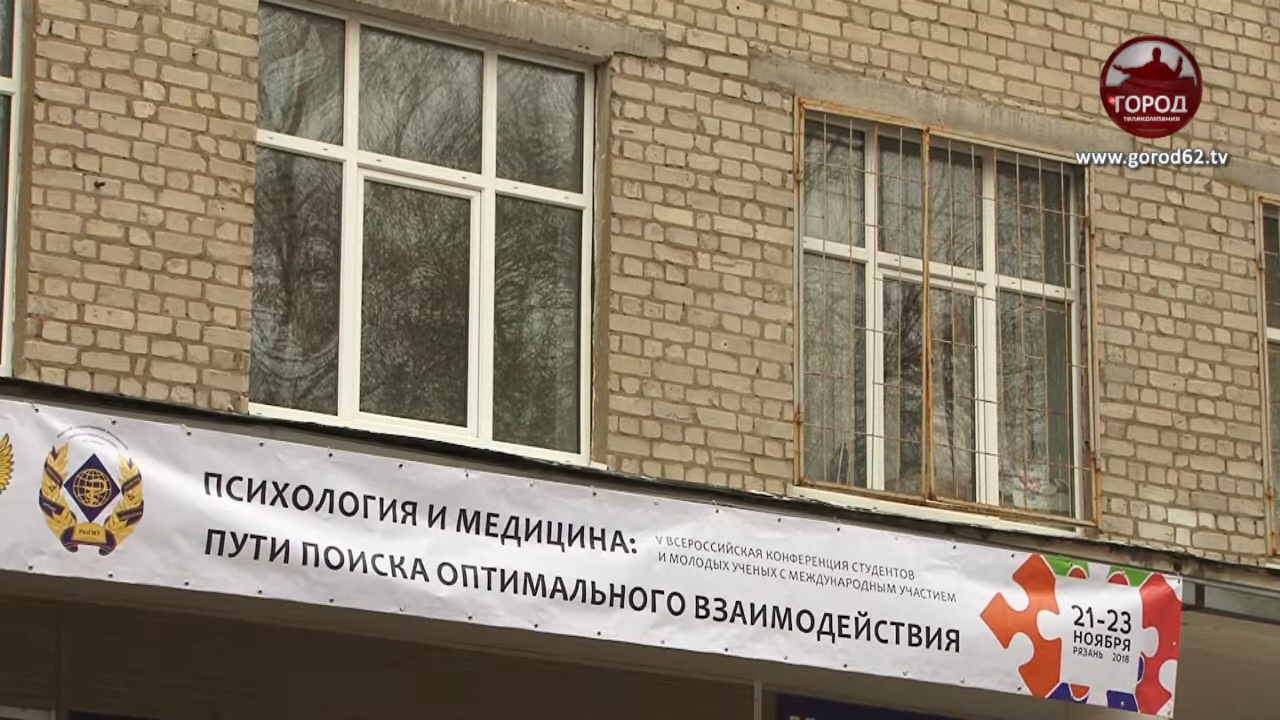 ГОРОД
телекомпания
www.gorod62.tv
ПСИХОЛОГИЯ И МЕДИЦИНА:
ПУТИ ПОИСКА ОПТИМАЛЬНОГО ВЗАИМОДЕЙСТВИЯ
V ВСЕРОССИЙСКАЯ КОНФЕРЕНЦИЯ СТУДЕНТОВ
И МОЛОДЫХ УЧЕНЫХ С МЕЖДУНАРОДНЫМ УЧАСТИЕМ
21-23
НОЯБРЯ
РЯЗАНЬ 2018